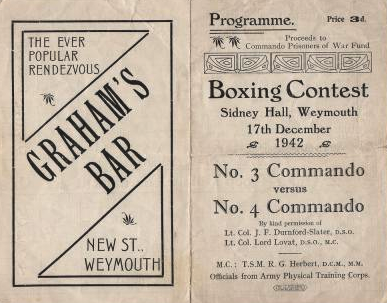 THE EVER
POPULAR
RENDEZVOUS
GRAHAM'S
BAR
NEW ST..
WEYMOUTH
Programme. Price 3d.
Proceeds to
Commando Prisoners of War Fund
Boxing Contest
Sidney Hall, Weymouth
17th December
1942
No. 3 Commando
versus
No. 4 Commando
By kind permission of
Lt. Col. J. F. Durnford-Slater, D.S.O.
Lt. Col. Lord Lovat, D.S.O., M.C.
M.C.: T.S.M. R. G. Herbert, D.C.M., M.M.
Officials from Army Physical Training Corps.